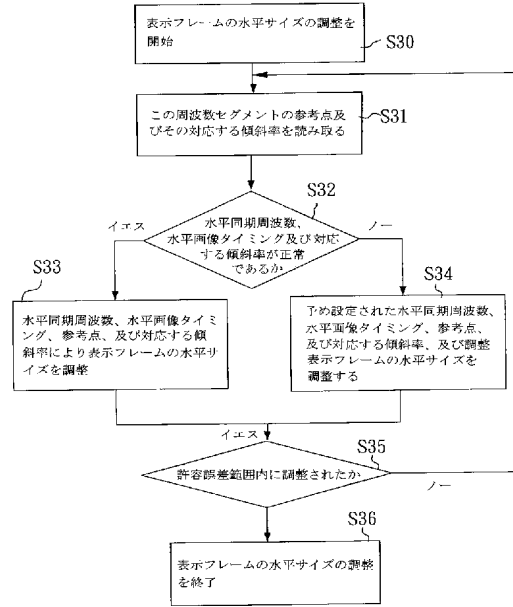 表示フレームの水平サイズの調整を
開始
S30
この周波数セグメントの参考点及
びその対応する傾斜率を読み取る
S31
S32
水平同期周波数、
水平画像タイミング及び対応
する傾斜率が正常
であるか
イエス
ノー
S33
水平同期周波数、水平画像タイミ
ング、参考点、及び対応する傾
斜率により表示フレームの水平サ
イズを調整
S34
予め設定された水平同期周波数、
水平画像タイミング、参考点、
及び対応する傾斜率、及び調整
表示フレームの水平サイズを
調整する
イエス
S35
許容誤差範囲内に調整されたか
ノー
S36
表示フレームの水平サイズの調整
を終了